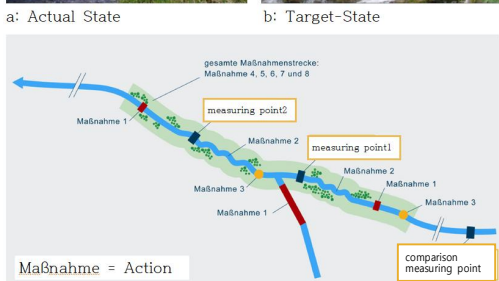 a: Actual State
b: Target-State
gesamte Maßnahmenstrecke:
Maßnahme 4, 5, 6, 7 und 8
measuring point2
Maßnahme 1
Maßnahme 2
measuring point1
Maßnahme 2
Maßnahme 1
Maßnahme 3
Maßnahme 3
Maßnahme 1
comparison
measuring point
Maßnahme = Action